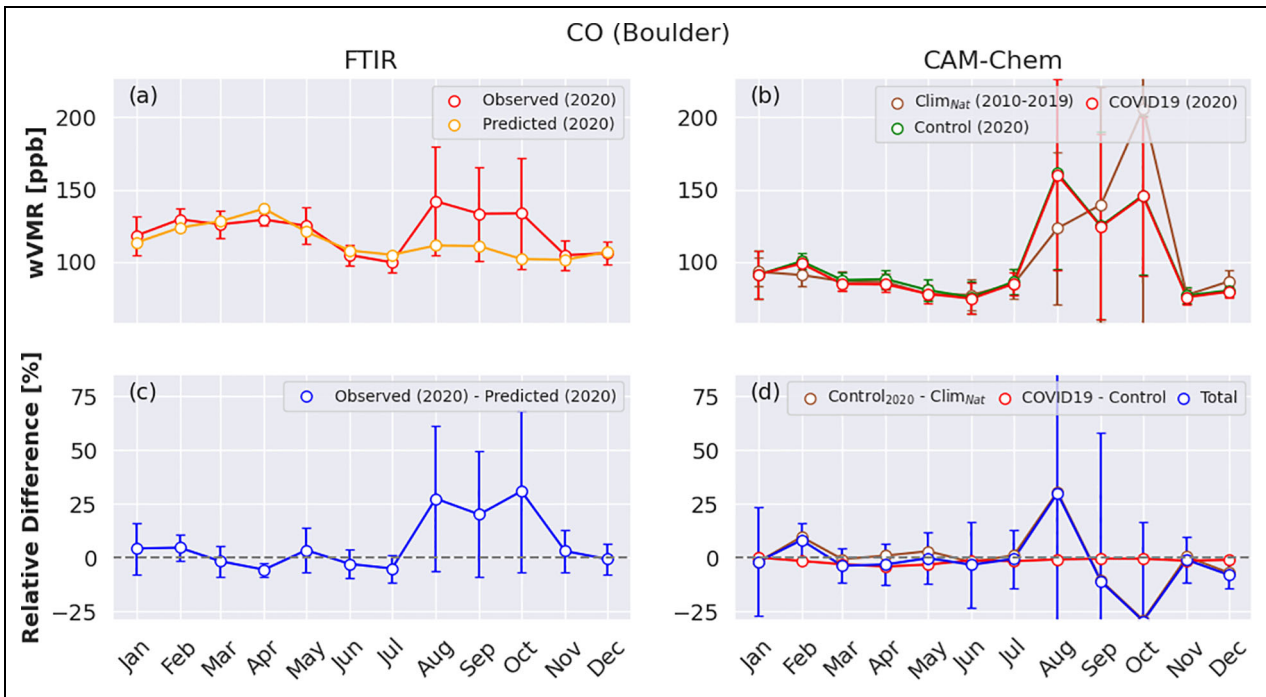 CO (Boulder)
FTIR
CAM-Chem
(a)
Observed (2020)
Predicted (2020)
wVMR [ppb]
200
150
100
(b)
Clim_Nat (2010-2019)
COVID19 (2020)
Control (2020)
200
150
100
(c)
Observed (2020) - Predicted (2020)
Relative Difference [%]
75
50
25
0
−25
Jan Feb Mar Apr May Jun Jul Aug Sep Oct Nov Dec
(d)
Control_2020 - Clim_Nat
COVID19 - Control
Total
75
50
25
0
−25
Jan Feb Mar Apr May Jun Jul Aug Sep Oct Nov Dec